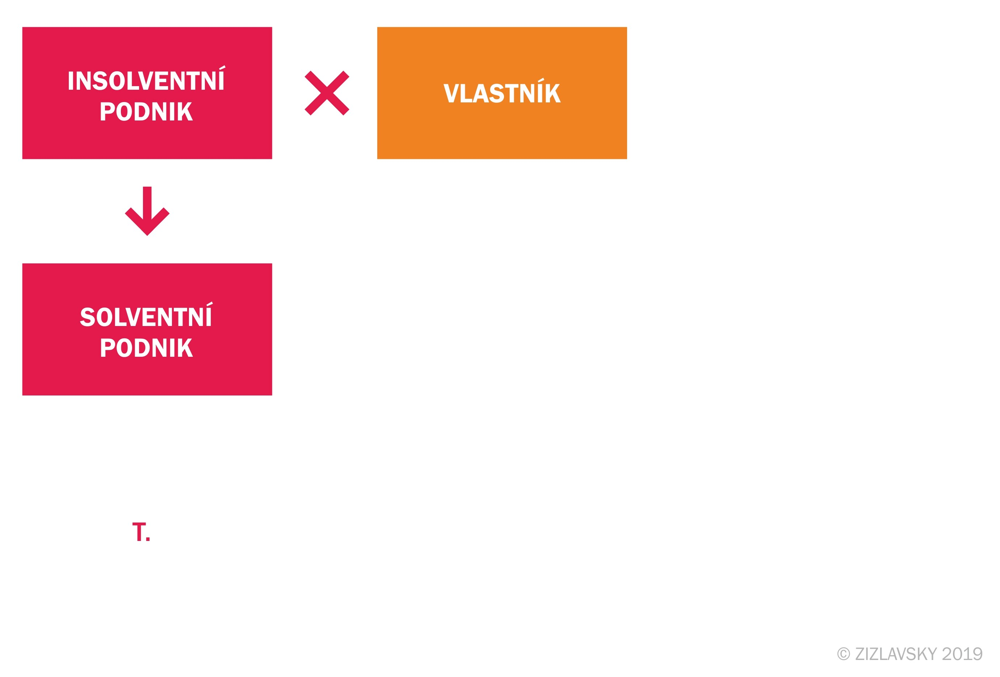 INSOLVENTNÍ
PODNIK
VLASTNÍK
SOLVENTNÍ
PODNIK
T.
© ZIZLAVSKY 2019